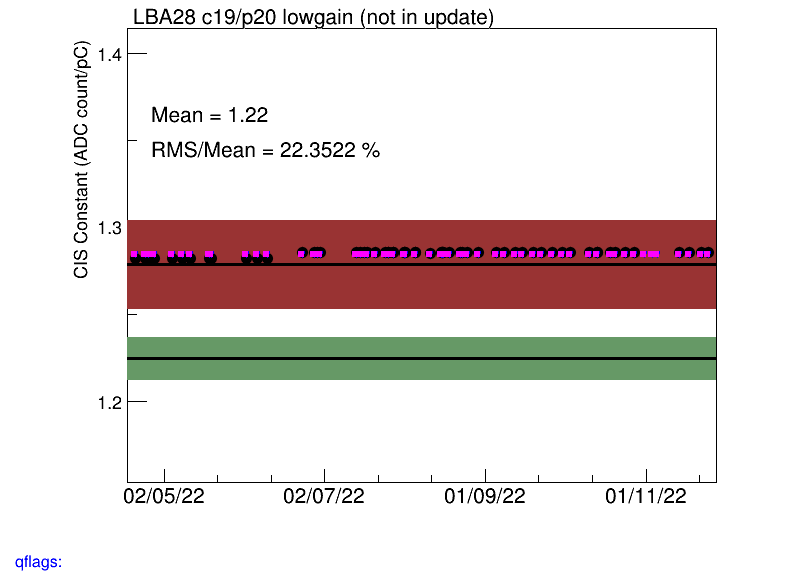 LBA28 c19/p20 lowgain (not in update)
CIS Constant (ADC count/pC)
1.4
Mean = 1.22
RMS/Mean = 22.3522 %
1.3
1.2
02/05/22 02/07/22 01/09/22 01/11/22
qflags: